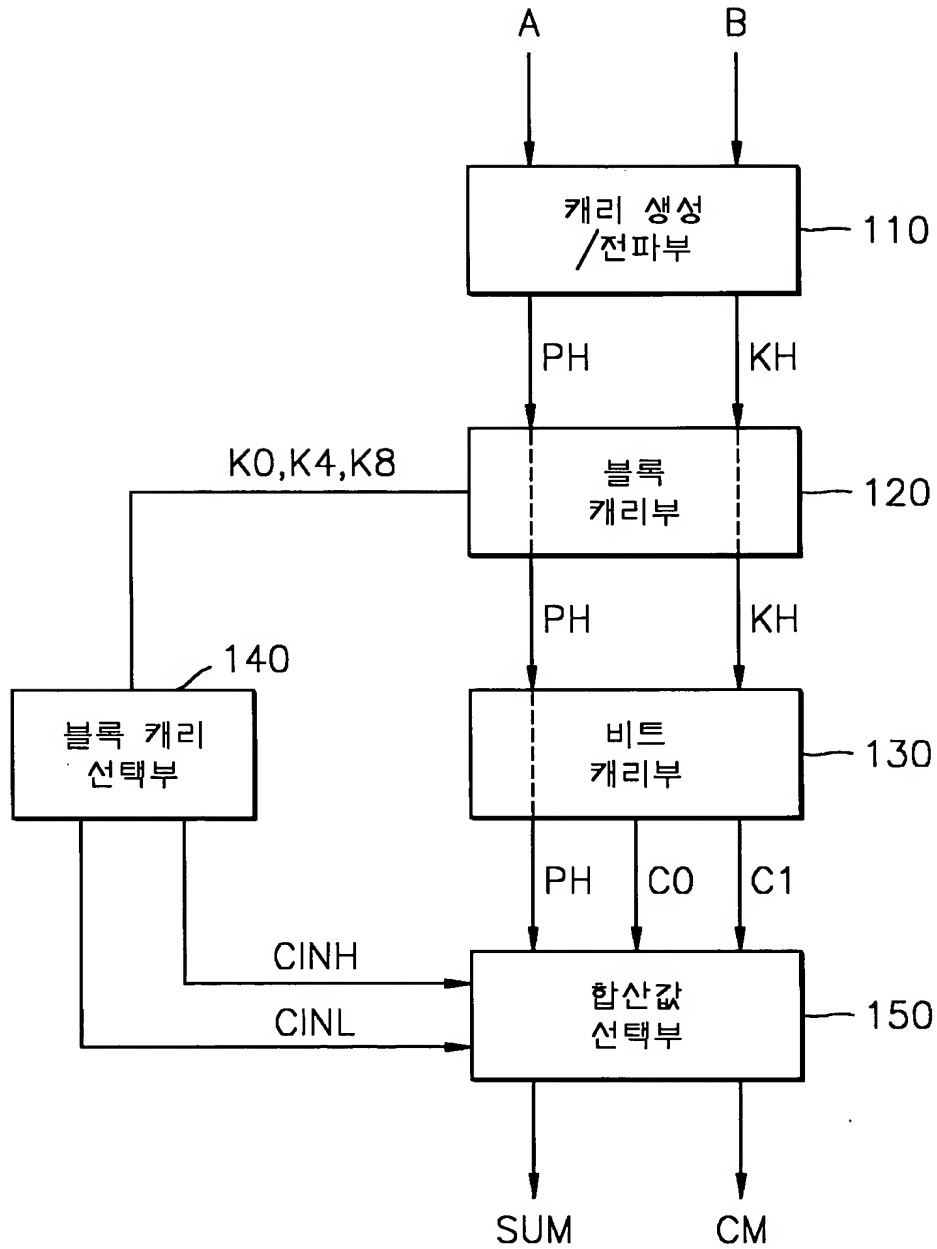 A B
캐리 생성
/전파부
110
PH KH
K0,K4,K8
블록
캐리부
120
PH KH
140
블록 캐리
선택부
비트
캐리부
130
PH C0 C1
CINH
CINL
합산값
선택부
150
SUM CM